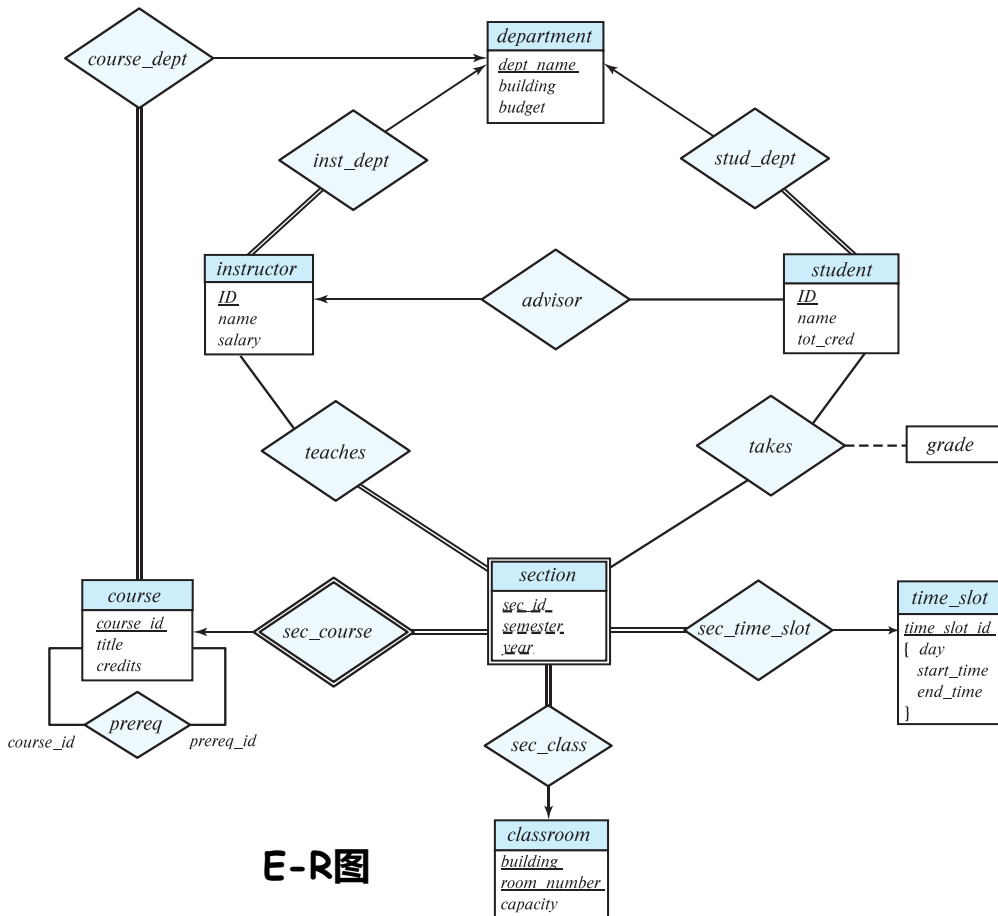 department
dept_name
building
budget
course_dept
inst_dept
stud_dept
instructor
ID
name
salary
advisor
student
ID
name
tot_cred
teaches
takes
grade
course
course_id
title
credits
sec_course
section
sec_id
semester
year
sec_time_slot
time_slot
time_slot_id
{ day
start_time
end_time
}
prereq
course_id
prereq_id
sec_class
classroom
building
room_number
capacity
E-R图